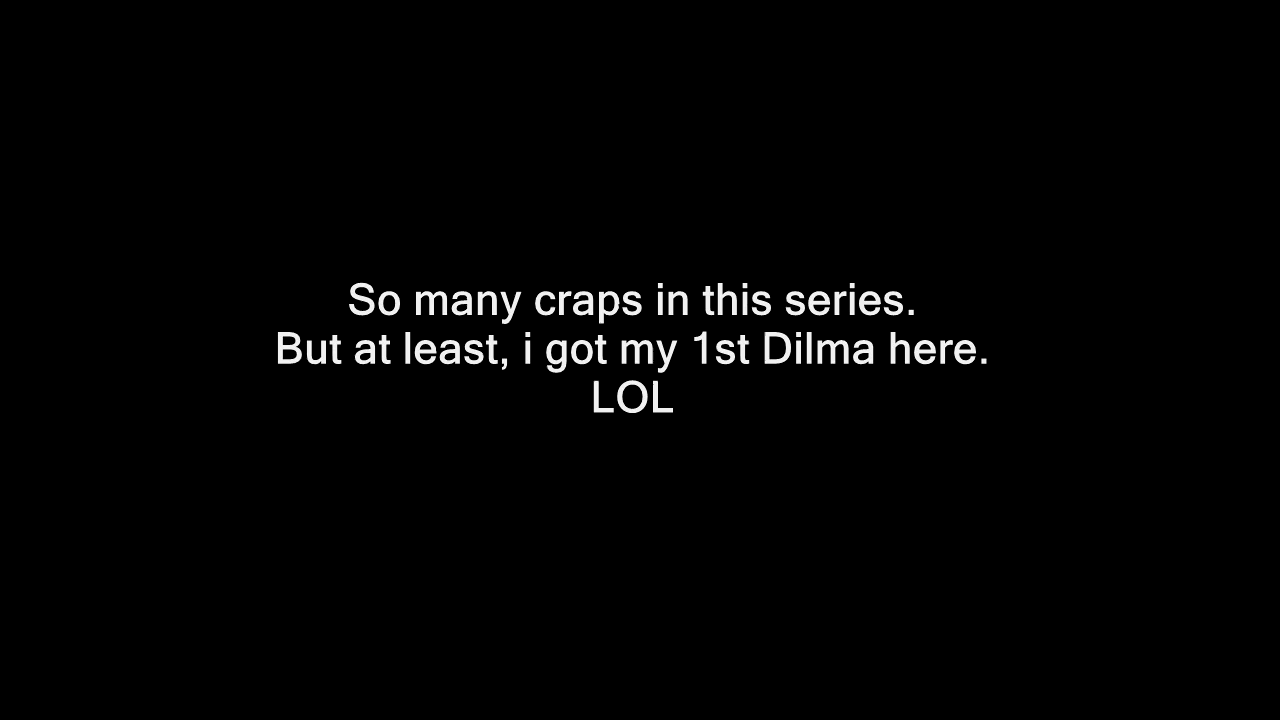 So many craps in this series.
But at least, i got my 1st Dilma here.
LOL